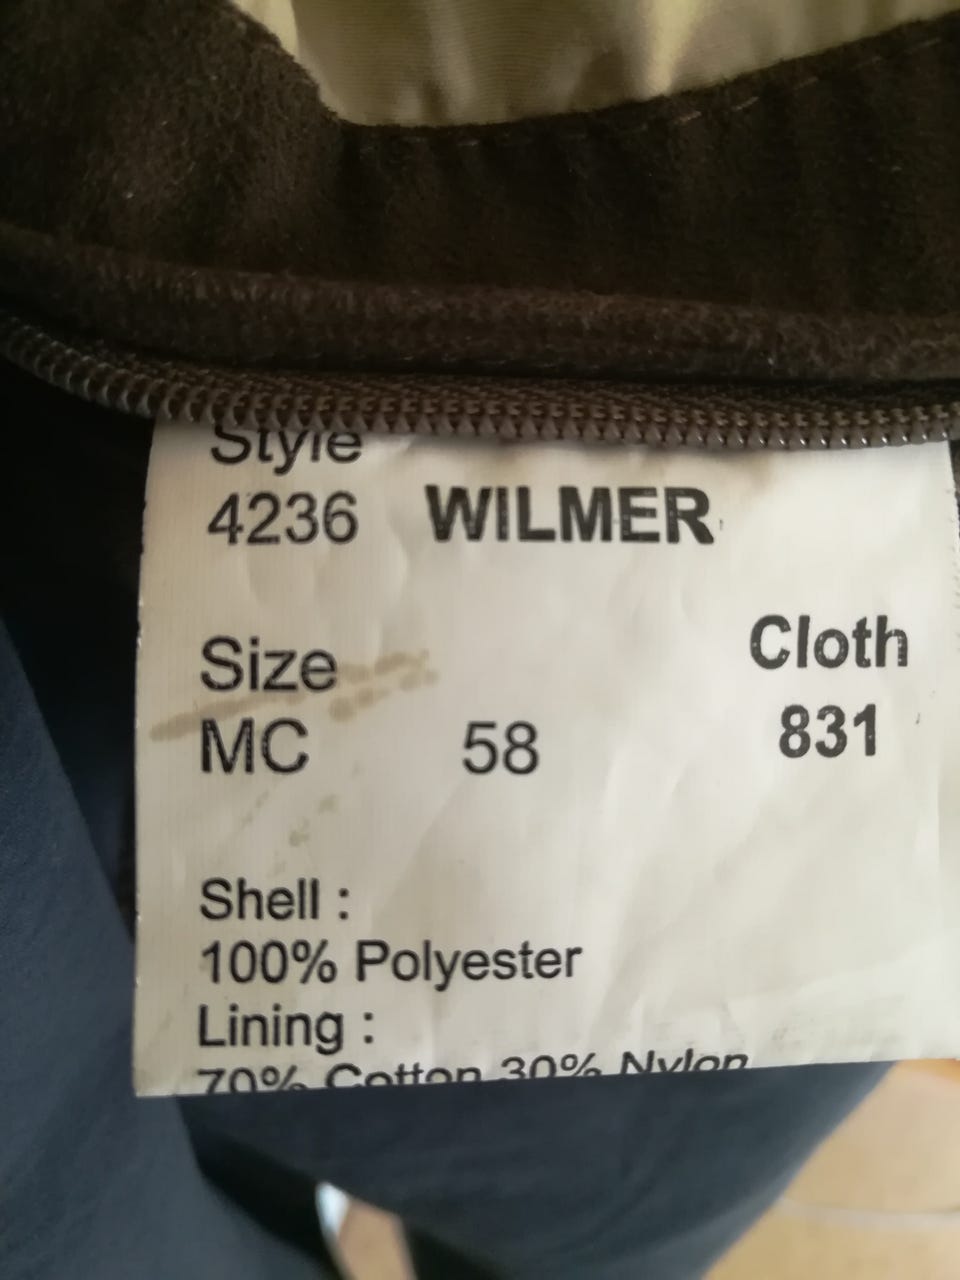 Style
4236 WILMER
Size Cloth
MC 58 831
Shell :
100% Polyester
Lining :
70% Cotton 30% Nylon